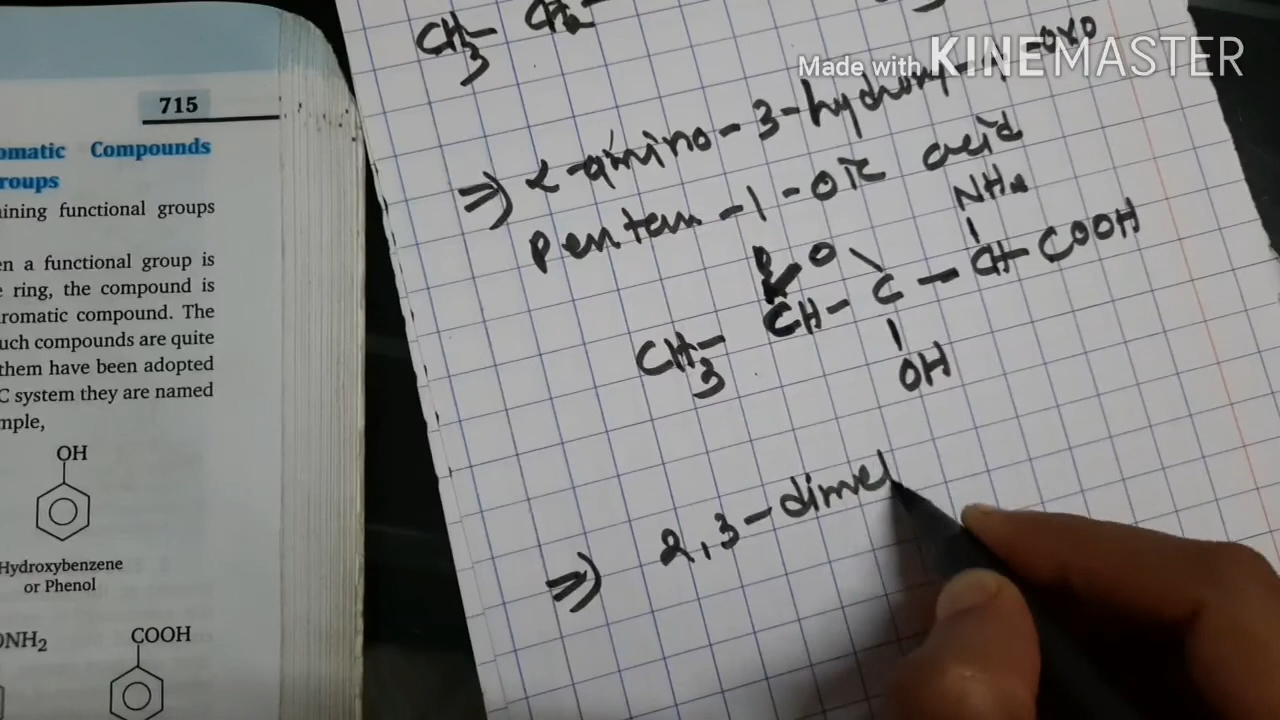 715
omatic Compounds
roups
ining functional groups
en a functional group is
e ring, the compound is
romatic compound. The
uch compounds are quite
them have been adopted
C system they are named
mple,
OH
Hydroxybenzene
or Phenol
ONH2
COOH
CH3 CH2
Made with KINEMASTER
⇒) 2-amino-3-hydroxy-4-oxo
Pentan-1-oic acid
O NH2
CH3-CH-C-CH-COOH
OH
⇒) 2,3-dimel